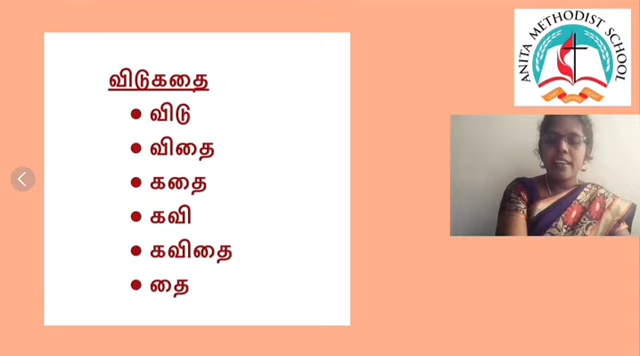 விடுகதை
• விடு
• விதை
• கதை
• கவி
• கவிதை
• தை
ANITA METHODIST SCHOOL